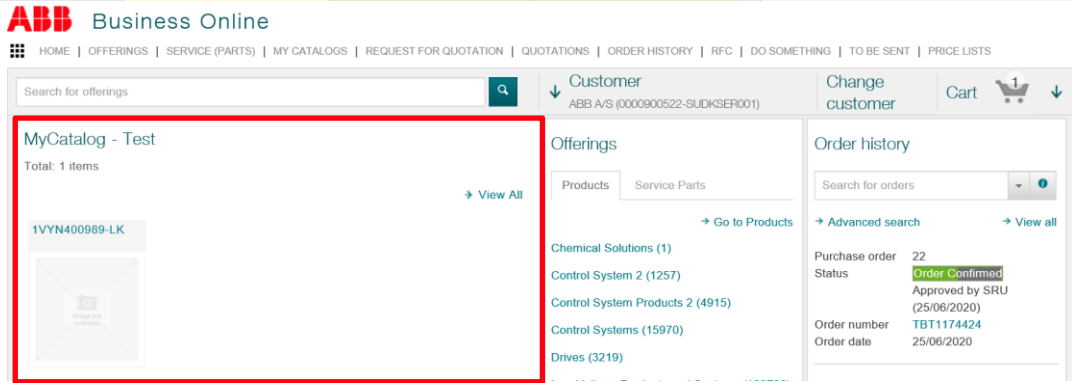 ABB Business Online
HOME | OFFERINGS | SERVICE (PARTS) | MY CATALOGS | REQUEST FOR QUOTATION | QUOTATIONS | ORDER HISTORY | RFC | DO SOMETHING | TO BE SENT | PRICE LISTS
Search for offerings
Customer
ABB A/S (0000900522-SUDKSER001)
Change
customer
Cart
1
MyCatalog - Test
Total: 1 items
View All
1VYN400989-LK
Image not
available
Offerings
Products
Service Parts
Go to Products
Chemical Solutions (1)
Control System 2 (1257)
Control System Products 2 (4915)
Control Systems (15970)
Drives (3219)
Order history
Search for orders
Advanced search
View all
Purchase order 22
Status Order Confirmed
Approved by SRU
(25/06/2020)
Order number TBT1174424
Order date 25/06/2020